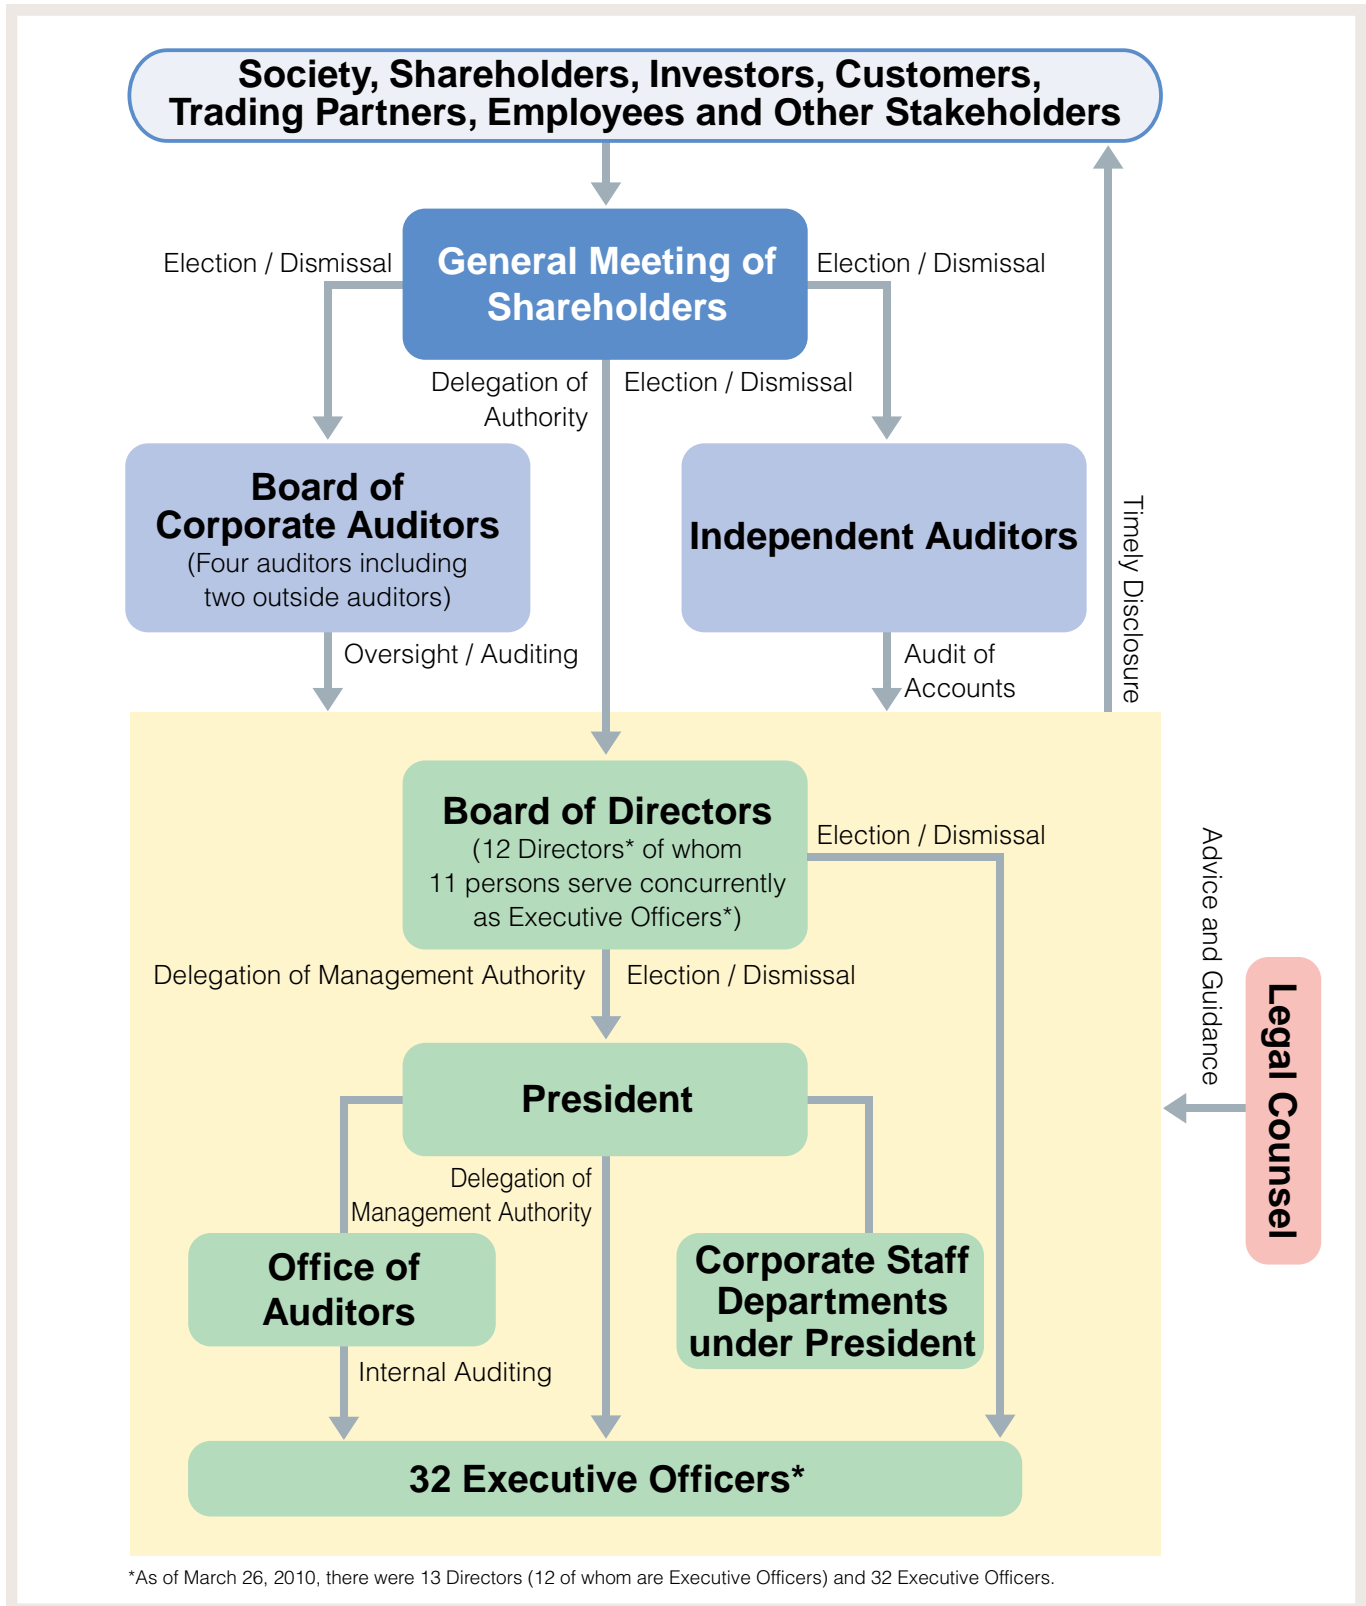 Society, Shareholders, Investors, Customers,
Trading Partners, Employees and Other Stakeholders
Election / Dismissal
General Meeting of
Shareholders
Election / Dismissal
Delegation of
Authority
Election / Dismissal
Board of
Corporate Auditors
(Four auditors including
two outside auditors)
Independent Auditors
Timely Disclosure
Oversight / Auditing
Audit of
Accounts
Board of Directors
(12 Directors* of whom
11 persons serve concurrently
as Executive Officers*)
Election / Dismissal
Advice and Guidance
Legal Counsel
Delegation of Management Authority
Election / Dismissal
President
Delegation of
Management Authority
Office of
Auditors
Corporate Staff
Departments
under President
Internal Auditing
32 Executive Officers*
*As of March 26, 2010, there were 13 Directors (12 of whom are Executive Officers) and 32 Executive Officers.